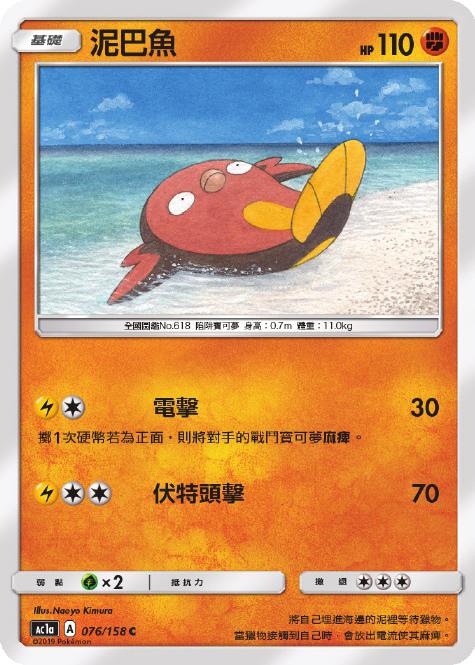 基礎 泥巴魚 HP 110
全國圖鑑No.618 陷阱寶可夢 身高：0.7m 體重：11.0kg
電擊 30
擲1次硬幣若為正面，則將對手的戰鬥寶可夢麻痺。
伏特頭擊 70
弱點 ×2 抵抗力 撤退
Illus.Naoyo Kimura
AC1a A 076/158 C
©2019 Pokémon
將自己埋進海邊的泥裡等待獵物。
當獵物接觸到自己時，會放出電流使其麻痺。